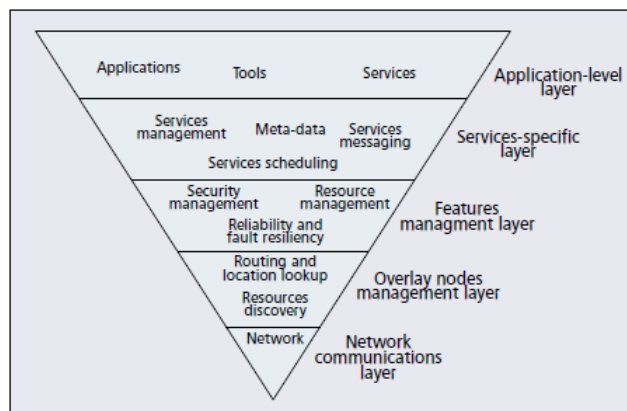 Applications Tools Services
Application-level
layer
Services
management Meta-data Services
messaging
Services scheduling
Services-specific
layer
Security
management Resource
management
Reliability and
fault resiliency
Features
managment layer
Routing and
location lookup
Resources
discovery
Overlay nodes
management layer
Network
Network
communications
layer